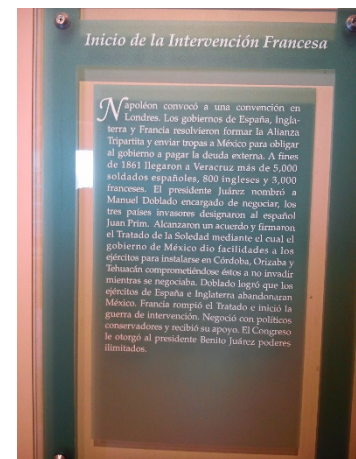 Inicio de la Intervención Francesa
Napoléon convocó a una convención en
Londres. Los gobiernos de España, Ingla-
terra y Francia resolvieron formar la Alianza
Tripartita y enviar tropas a México para obligar
al gobierno a pagar la deuda externa. A fines
de 1861 llegaron a Veracruz más de 5,000
soldados españoles, 800 ingleses y 3,000
franceses. El presidente Juárez nombró a
Manuel Doblado encargado de negociar, los
tres países invasores designaron al español
Juan Prim. Alcanzaron un acuerdo y firmaron
el Tratado de la Soledad mediante el cual el
gobierno de México dio facilidades a los
ejércitos para instalarse en Córdoba, Orizaba y
Tehuacán comprometiéndose éstos a no invadir
mientras se negociaba. Doblado logró que los
ejércitos de España e Inglaterra abandonaran
México. Francia rompió el Tratado e inició la
guerra de intervención. Negoció con políticos
conservadores y recibió su apoyo. El Congreso
le otorgó al presidente Benito Juárez poderes
ilimitados.